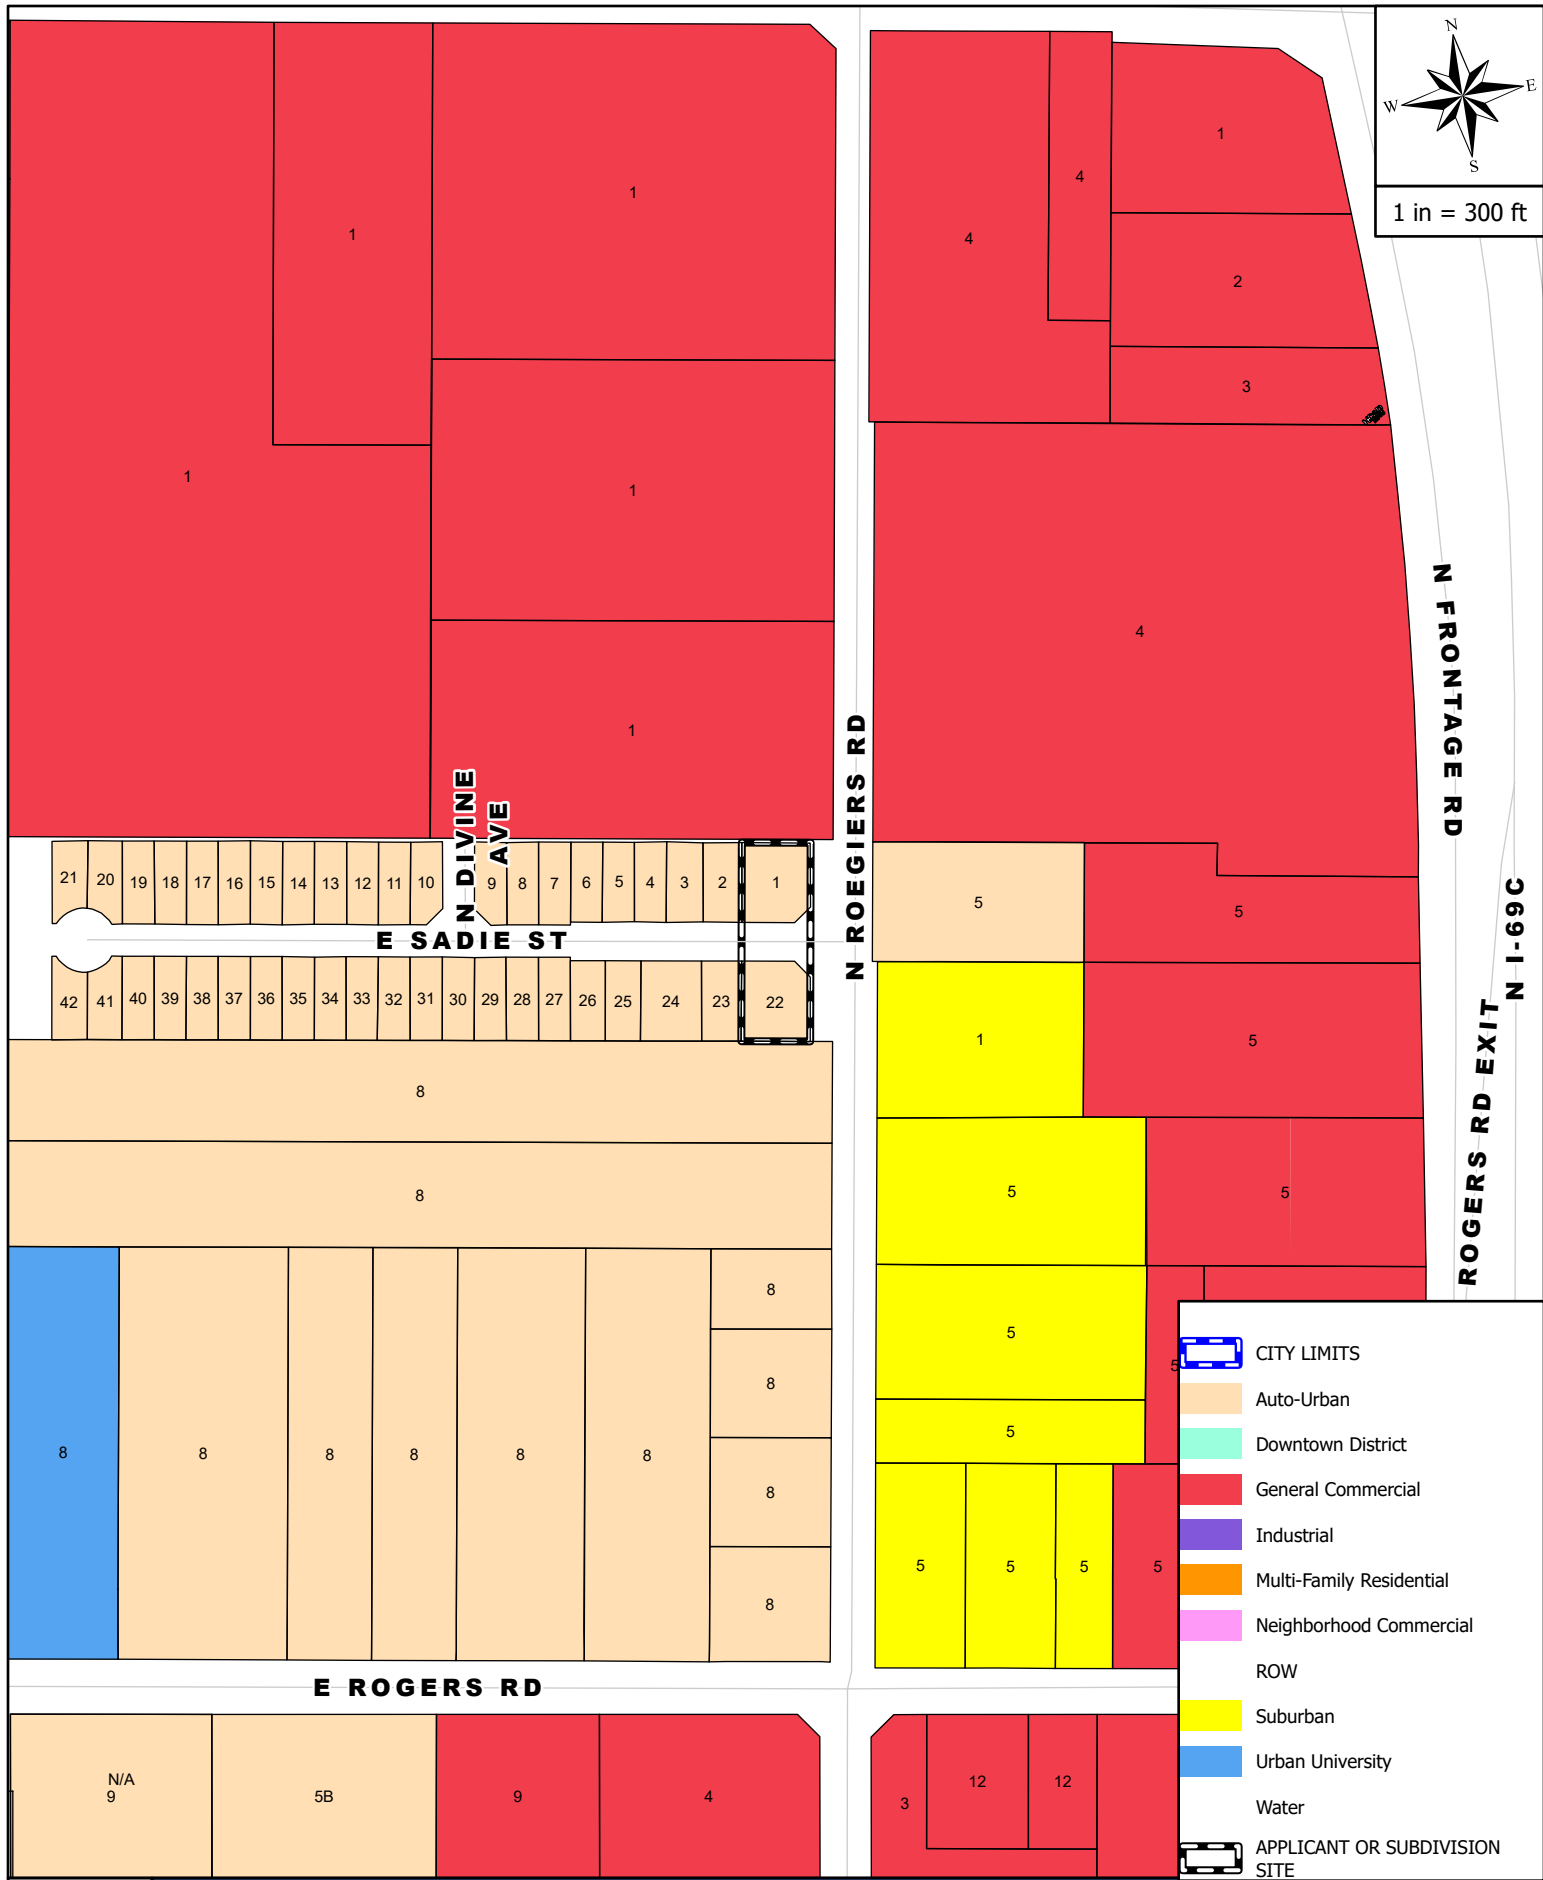 N
W
E
S
1 in = 300 ft
1
1
1
1
1
1
4
4
1
2
3
4
N FRONTAGE RD
N ROEGIERS RD
N DIVINE
AVE
21 20 19 18 17 16 15 14 13 12 11 10 9 8 7 6 5 4 3 2 1
E SADIE ST
42 41 40 39 38 37 36 35 34 33 32 31 30 29 28 27 26 25 24 23 22
5
5
1
5
N I-69C
ROGERS RD EXIT
8
8
5
5
5
5
5
8
8
8
8
8 8 8 8 8 8
5 5 5 5
E ROGERS RD
N/A
9
5B
9
4
3
12
12
CITY LIMITS
Auto-Urban
Downtown District
General Commercial
Industrial
Multi-Family Residential
Neighborhood Commercial
ROW
Suburban
Urban University
Water
APPLICANT OR SUBDIVISION
SITE